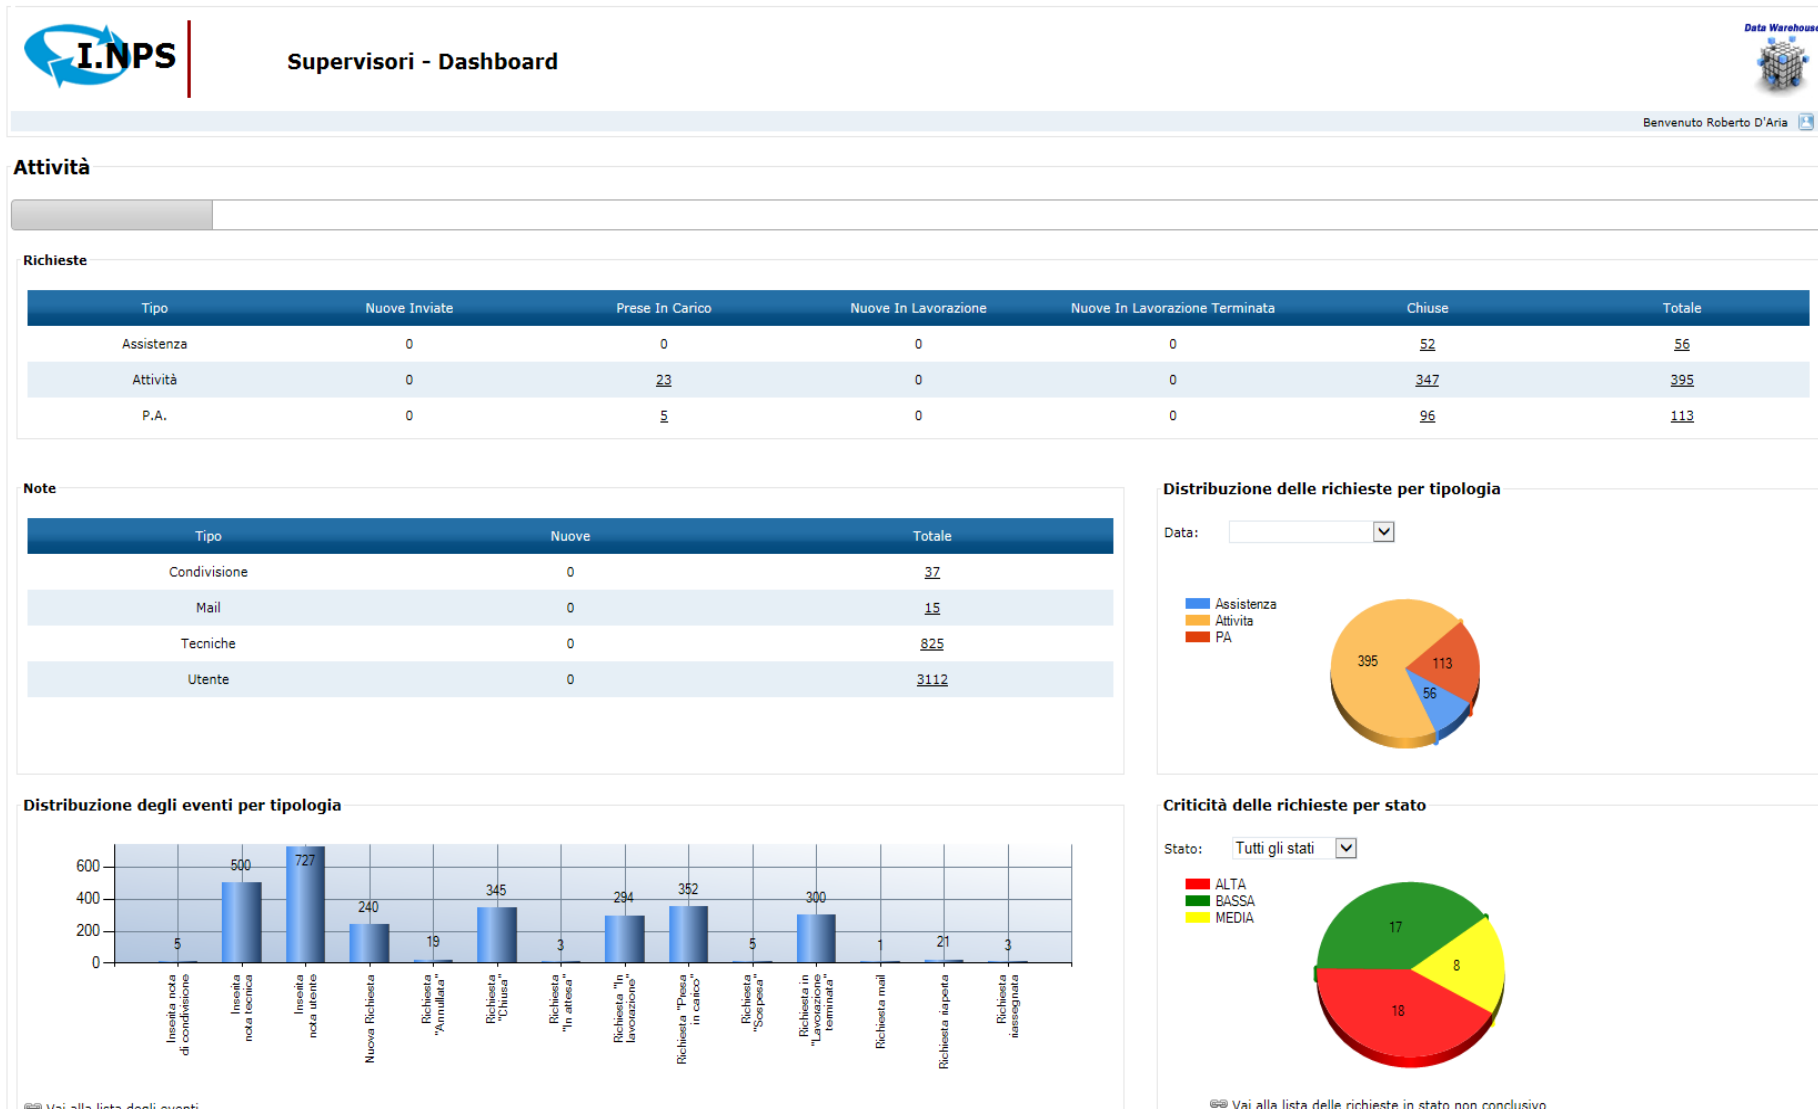 I.NPS
Supervisori - Dashboard
Data Warehouse
Benvenuto Roberto D'Aria
Attività
Richieste
Tipo Nuove Inviate Prese In Carico Nuove In Lavorazione Nuove In Lavorazione Terminata Chiuse Totale
Assistenza 0 0 0 0 52 56
Attività 0 23 0 0 347 395
P.A. 0 5 0 0 96 113
Note
Tipo Nuove Totale
Condivisione 0 37
Mail 0 15
Tecniche 0 825
Utente 0 3112
Distribuzione delle richieste per tipologia
Data:
Assistenza
Attivita
PA
395
113
56
Distribuzione degli eventi per tipologia
600
400
200
0
5
500
727
240
19
345
3
294
352
5
300
1
21
3
Inserita nota
di condivisione
Inserita
nota tecnica
Inserita
nota utente
Nuova Richiesta
Richiesta
"Annullata"
Richiesta
"Chiusa"
Richiesta
"In attesa"
Richiesta "In
lavorazione"
Richiesta "Presa
in carico"
Richiesta
"Sospesa"
Richiesta in
"Lavorazione
terminata"
Richiesta mail
Richiesta riaperta
Richiesta
riassegnata
Vai alla lista degli eventi
Criticità delle richieste per stato
Stato: Tutti gli stati
ALTA
BASSA
MEDIA
17
8
18
Vai alla lista delle richieste in stato non conclusivo